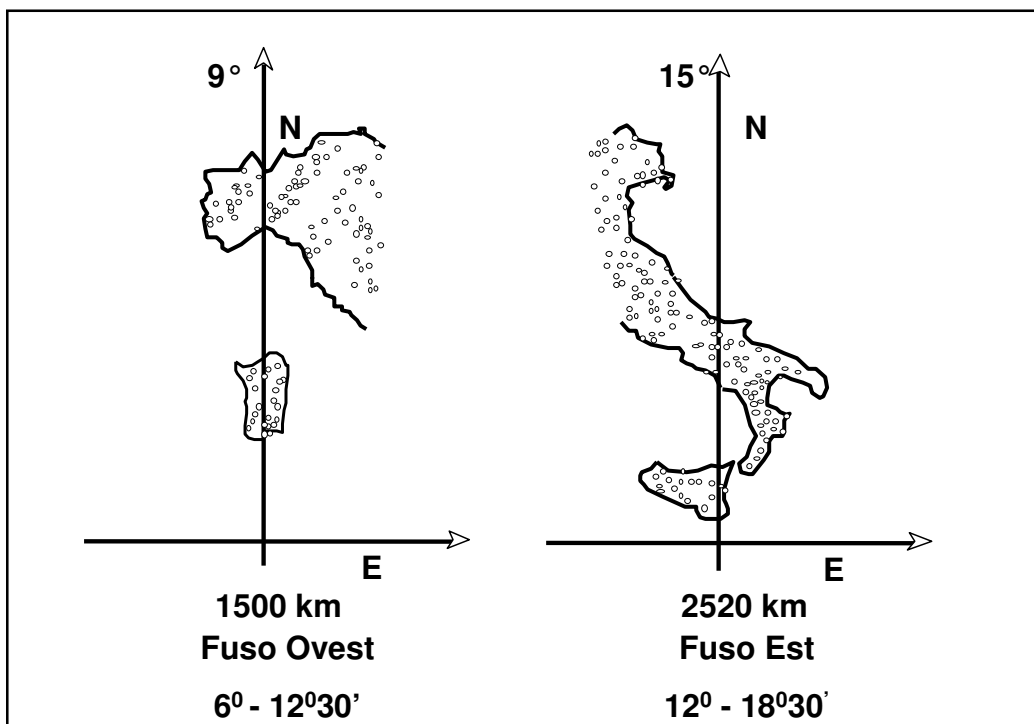 9°
N
E
1500 km
Fuso Ovest
6⁰ - 12⁰30’
15°
N
E
2520 km
Fuso Est
12⁰ - 18⁰30’